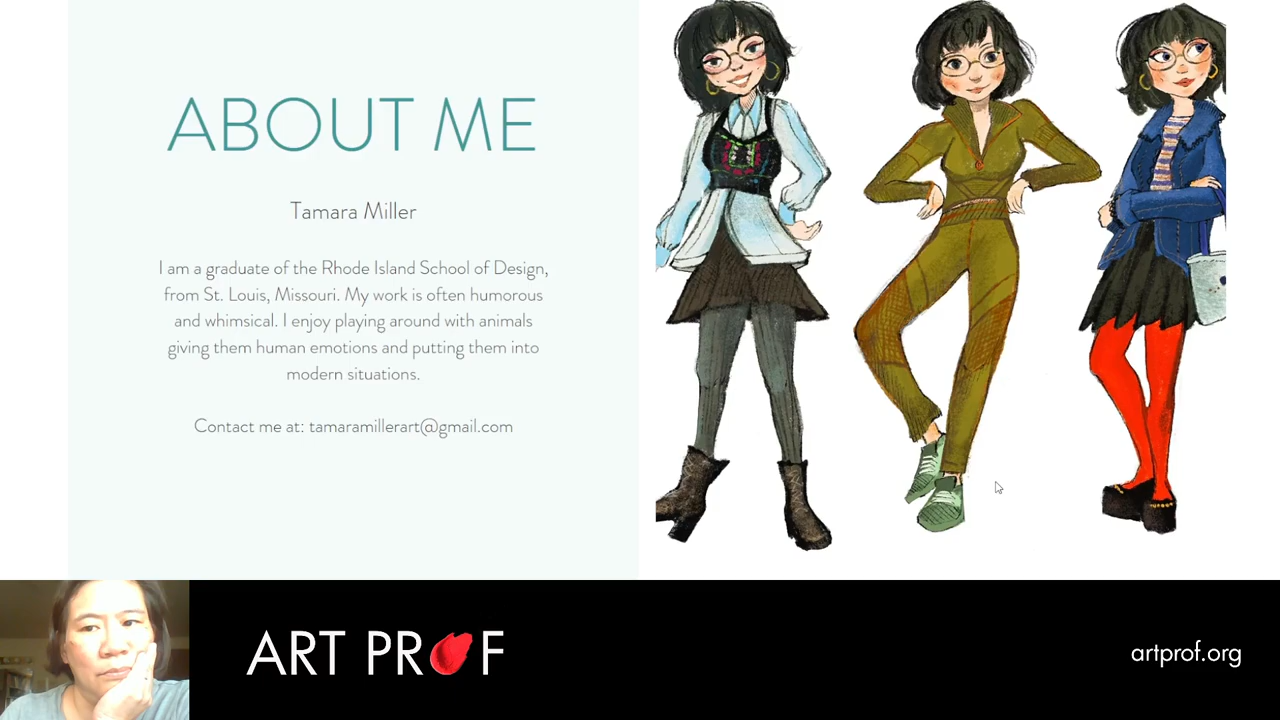 ABOUT ME
Tamara Miller
I am a graduate of the Rhode Island School of Design,
from St. Louis, Missouri. My work is often humorous
and whimsical. I enjoy playing around with animals
giving them human emotions and putting them into
modern situations.
Contact me at: tamaramillerart@gmail.com
ART PROF
artprof.org